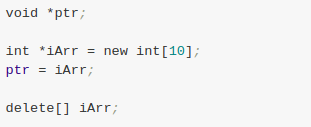 void *ptr;
int *iArr = new int[10];
ptr = iArr;
delete[] iArr;